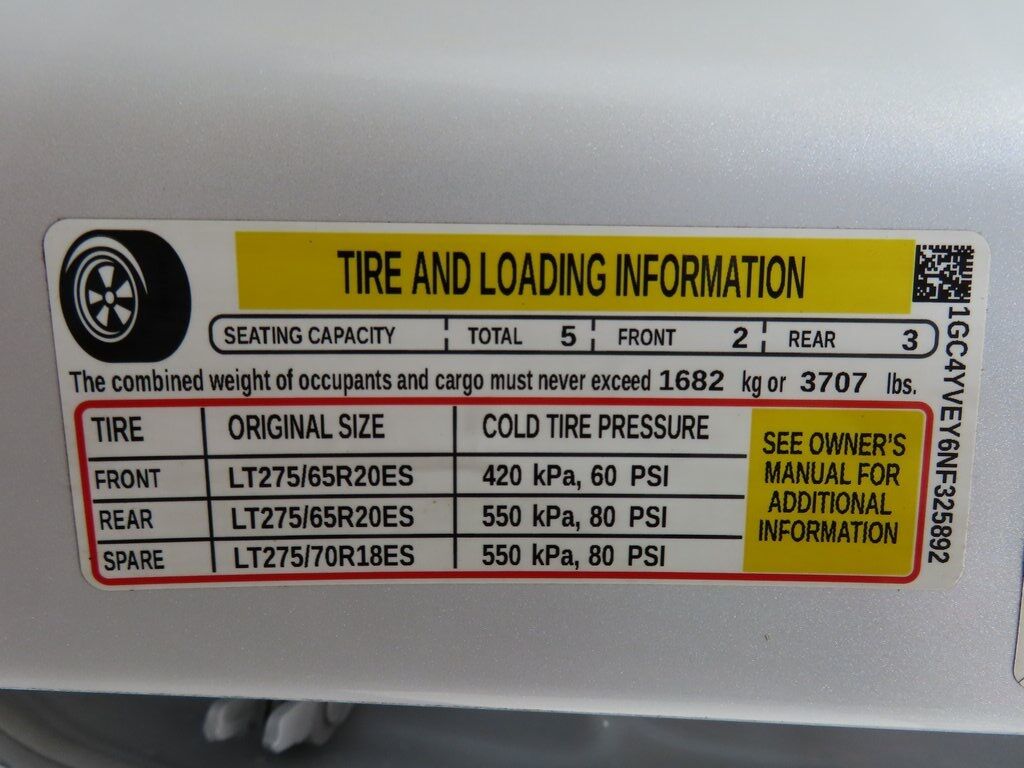 TIRE AND LOADING INFORMATION
SEATING CAPACITY TOTAL 5 FRONT 2 REAR 3
The combined weight of occupants and cargo must never exceed 1682 kg or 3707 lbs.
TIRE ORIGINAL SIZE COLD TIRE PRESSURE
FRONT LT275/65R20ES 420 kPa, 60 PSI
REAR LT275/65R20ES 550 kPa, 80 PSI
SPARE LT275/70R18ES 550 kPa, 80 PSI
SEE OWNER'S
MANUAL FOR
ADDITIONAL
INFORMATION
1GC4YVEY6NF325892